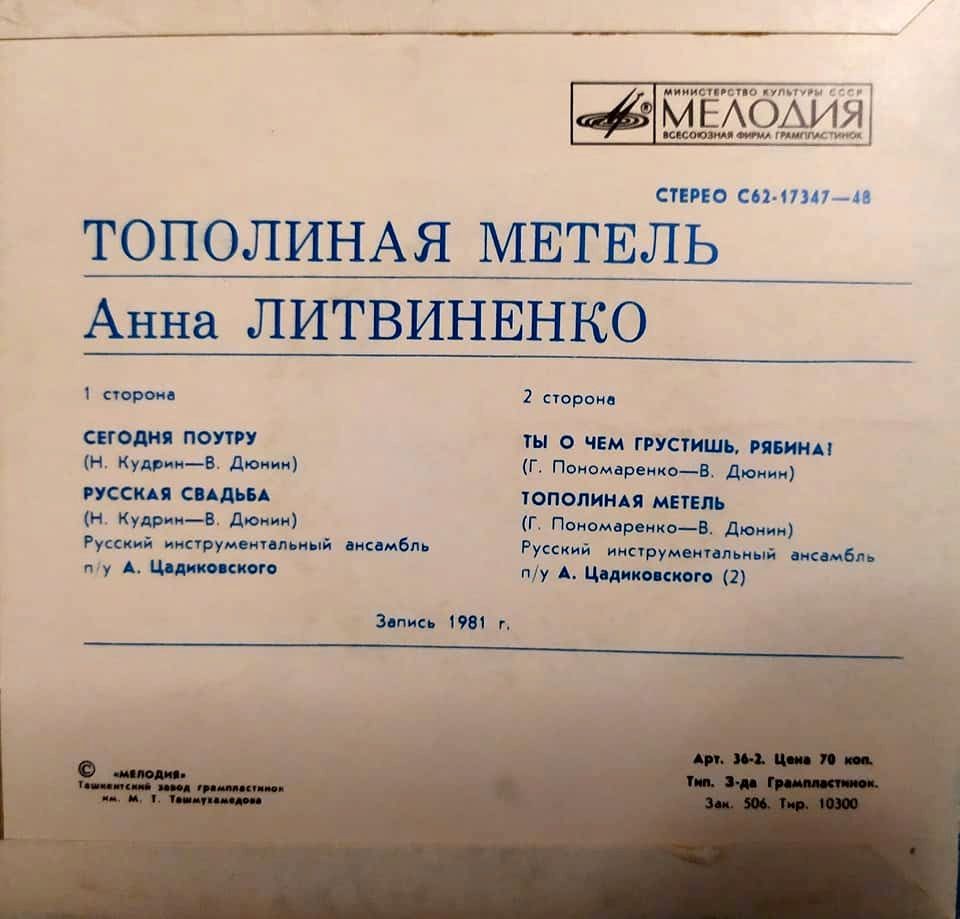 МИНИСТЕРСТВО КУЛЬТУРЫ СССР
® МЕЛОДИЯ
ВСЕСОЮЗНАЯ ФИРМА ГРАМПЛАСТИНОК
СТЕРЕО С62-17347—48
ТОПОЛИНАЯ МЕТЕЛЬ
Анна ЛИТВИНЕНКО
1 сторона
СЕГОДНЯ ПОУТРУ
(Н. Кудрин—В. Дюнин)
РУССКАЯ СВАДЬБА
(Н. Кудрин—В. Дюнин)
Русский инструментальный ансамбль
п/у А. Цадиковского
2 сторона
ТЫ О ЧЕМ ГРУСТИШЬ, РЯБИНА?
(Г. Пономаренко—В. Дюнин)
ТОПОЛИНАЯ МЕТЕЛЬ
(Г. Пономаренко—В. Дюнин)
Русский инструментальный ансамбль
п/у А. Цадиковского (2)
Запись 1981 г.
© «МЕЛОДИЯ»
Ташкентский завод грампластинок
им. М. Т. Ташмухамедова
Арт. 36-2. Цена 70 коп.
Тип. З-да Грампластинок.
Зак. 506. Тир. 10300